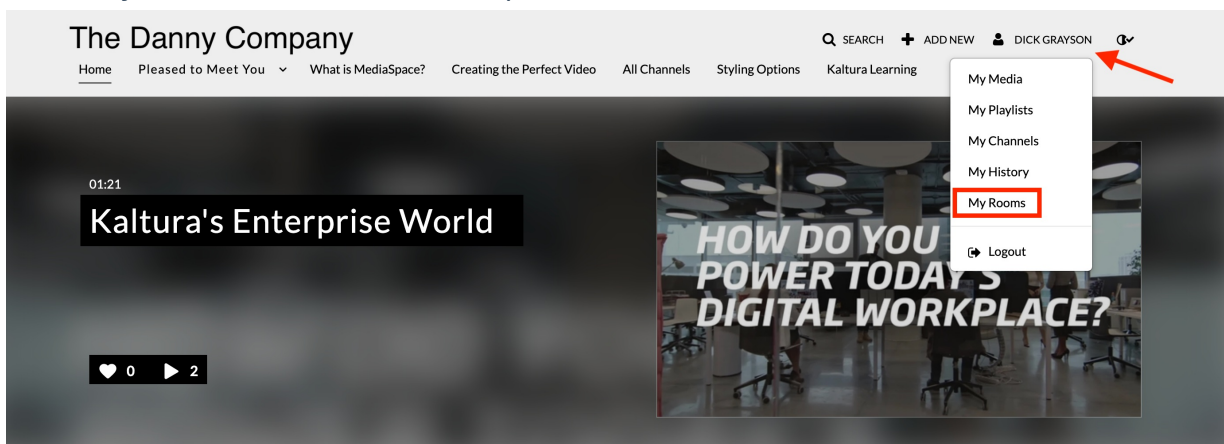 The Danny Company
SEARCH ADD NEW DICK GRAYSON
Home Pleased to Meet You What is MediaSpace? Creating the Perfect Video All Channels Styling Options Kaltura Learning
My Media
My Playlists
My Channels
My History
My Rooms
Logout
01:21
Kaltura's Enterprise World
HOW DO YOU
POWER TODAY'S
DIGITAL WORKPLACE?
0 2